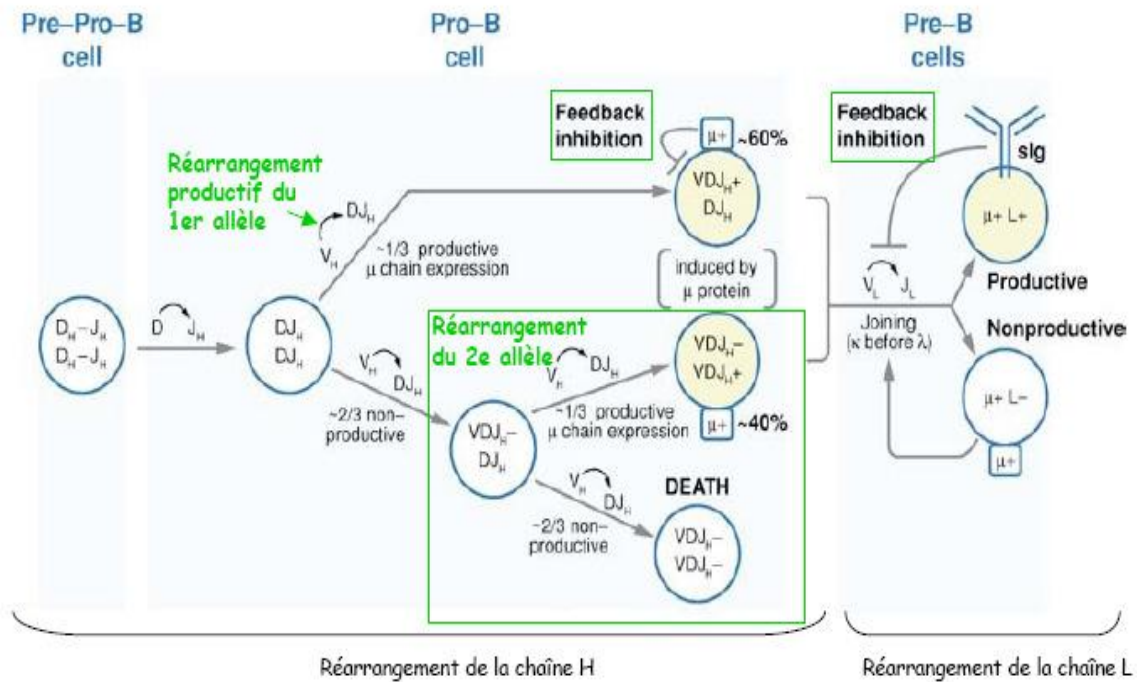 Pre–Pro–B
cell
Pro–B
cell
Pre–B
cells
Feedback
inhibition
μ+
~60%
VDJH+
DJH
Réarrangement
productif du
1er allèle
VH
DJH
~1/3 productive
μ chain expression
induced by
μ protein
Feedback
inhibition
sIg
μ+ L+
Productive
VL
JL
Joining
(κ before λ)
Nonproductive
μ+ L–
μ+
DH–JH
DH–JH
D
JH
DJH
DJH
VH
DJH
~2/3 non–
productive
Réarrangement
du 2e allèle
VH
DJH
~1/3 productive
μ chain expression
VDJH–
VDJH+
μ+
~40%
VDJH–
DJH
VH
DJH
~2/3 non–
productive
DEATH
VDJH–
VDJH–
Réarrangement de la chaîne H
Réarrangement de la chaîne L